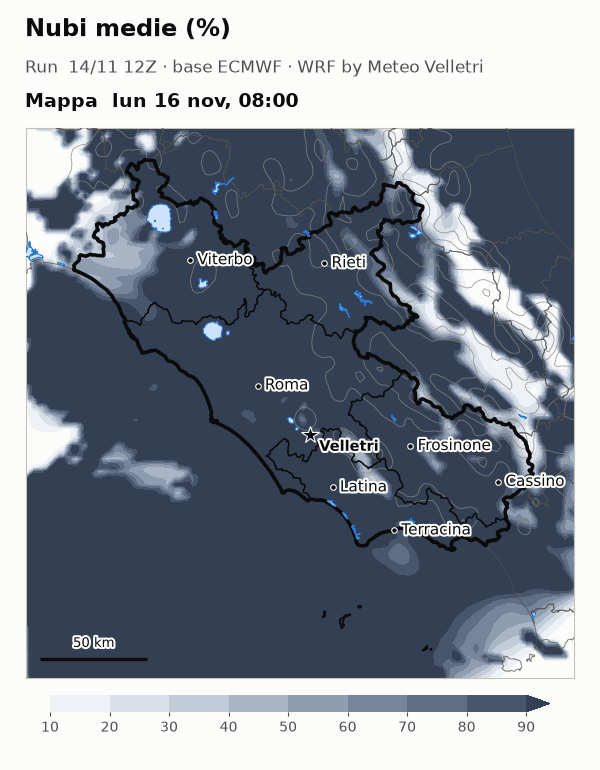 Nubi medie (%)
Run  14/11 12Z · base ECMWF · WRF by Meteo Velletri
Mappa  lun 16 nov, 08:00
Viterbo
Rieti
Roma
Velletri
Frosinone
Cassino
Latina
Terracina
50 km
10 20 30 40 50 60 70 80 90